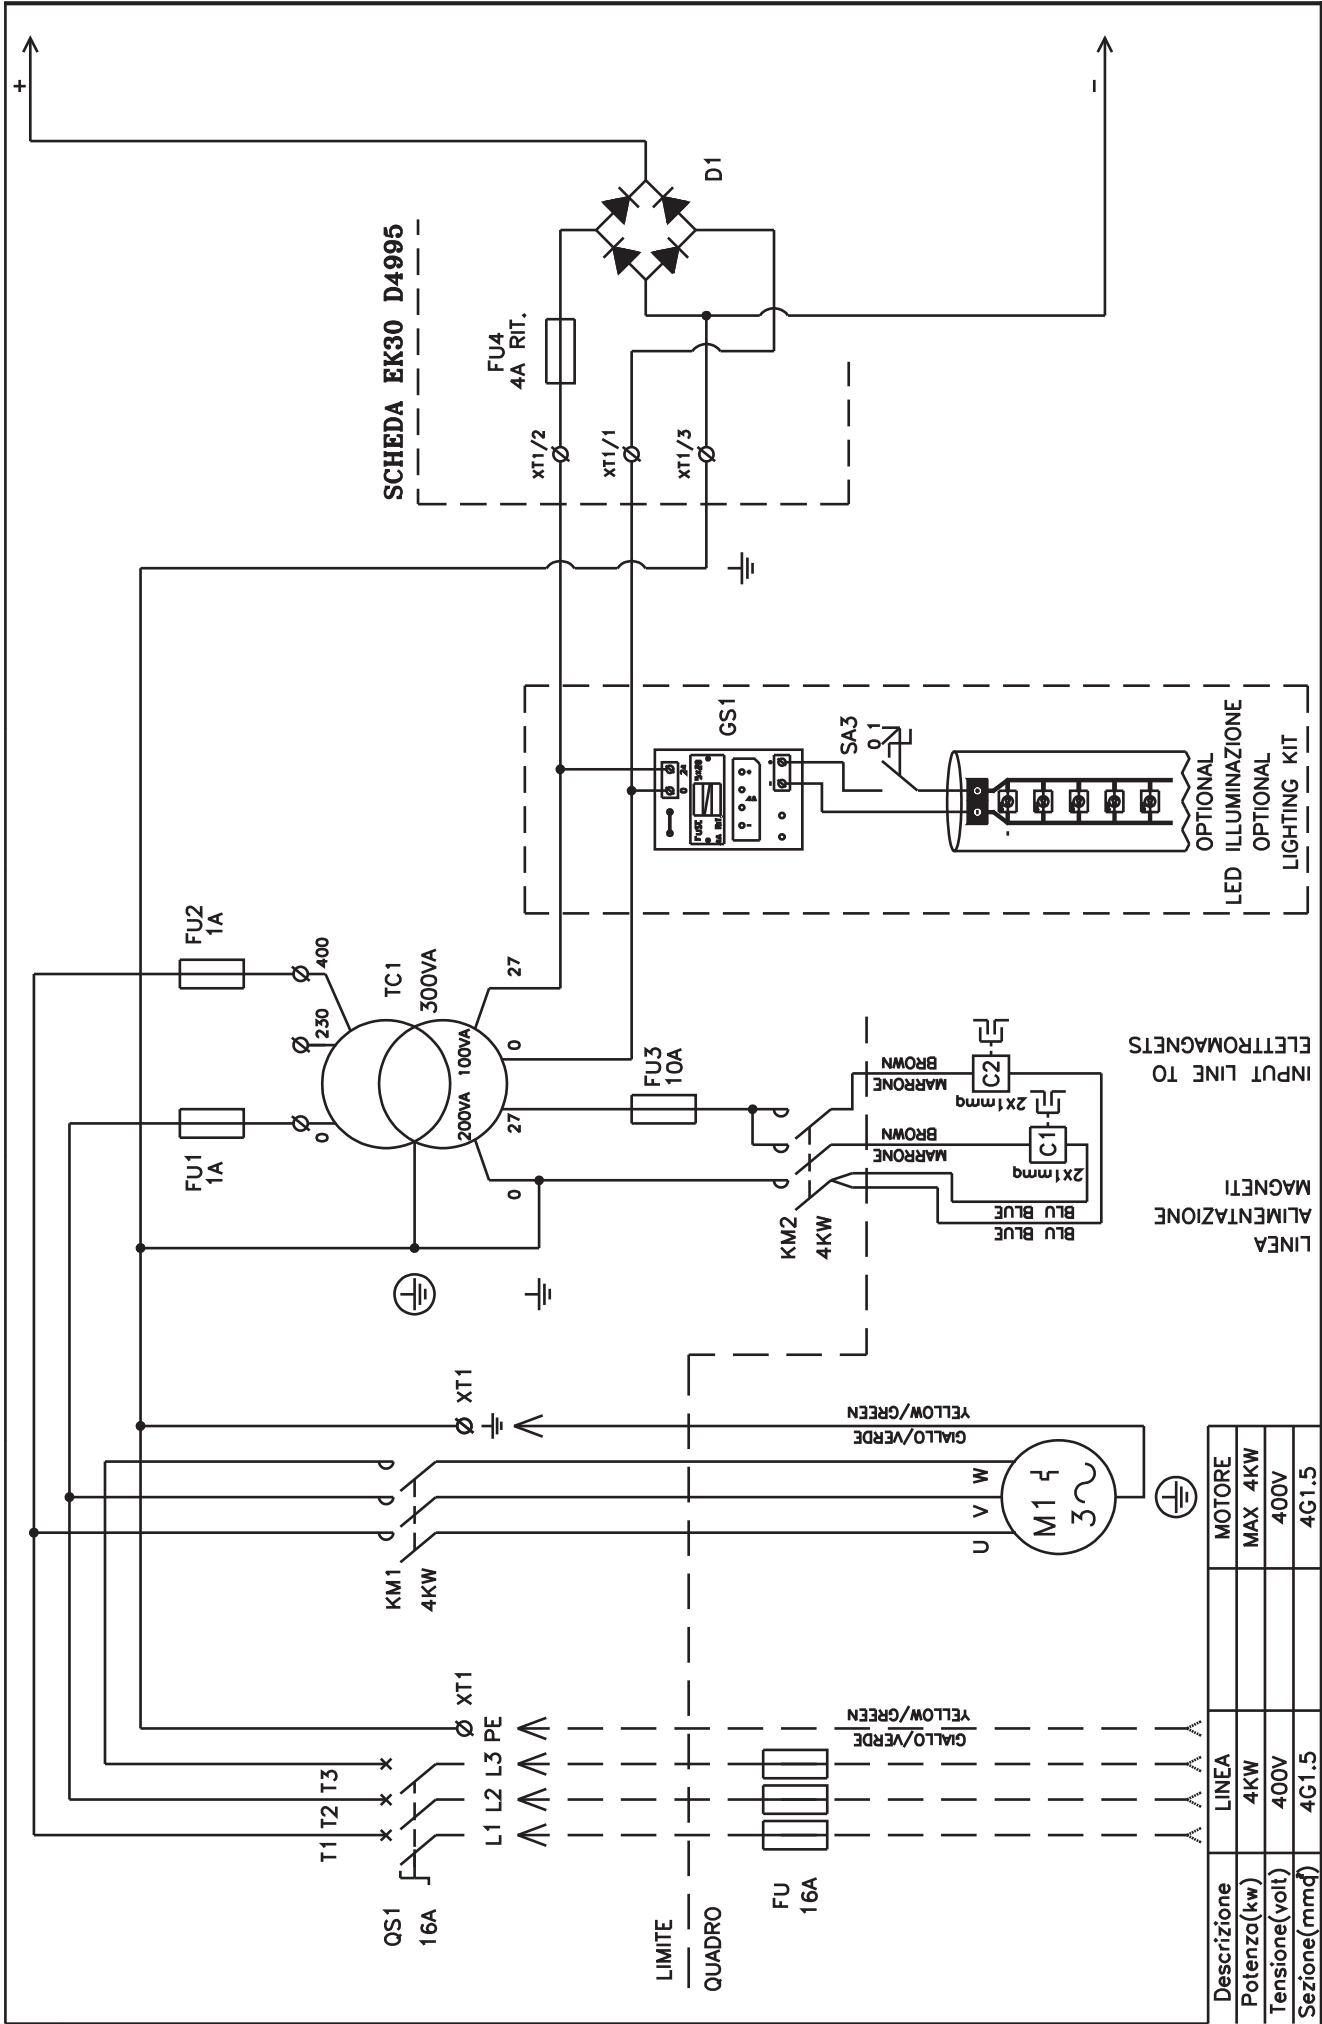 +
-
SCHEDA EK30 D4995
D1
FU4
4A RIT.
XT1/2
XT1/1
XT1/3
GS1
0 24
FUSE 5x20
+
-
SA3
0 1
OPTIONAL
LED ILLUMINAZIONE
OPTIONAL
LIGHTING KIT
FU2
1A
400
230
0
FU1
1A
TC1
300VA
100VA
200VA
27
0
27
0
FU3
10A
KM2
4KW
MARRONE
BROWN
MARRONE
BROWN
C2
2X1mmq
C1
2X1mmq
BLU BLUE
BLU BLUE
INPUT LINE TO
ELETTROMAGNETS
LINEA
ALIMENTAZIONE
MAGNETI
XT1
GIALLO/VERDE
YELLOW/GREEN
KM1
4KW
U V W
M1
3
XT1
T1 T2 T3
L1 L2 L3 PE
QS1
16A
GIALLO/VERDE
YELLOW/GREEN
FU
16A
LIMITE
QUADRO
Descrizione LINEA MOTORE
Potenza(kw) 4KW MAX 4KW
Tensione(volt) 400V 400V
Sezione(mmq) 4G1.5 4G1.5